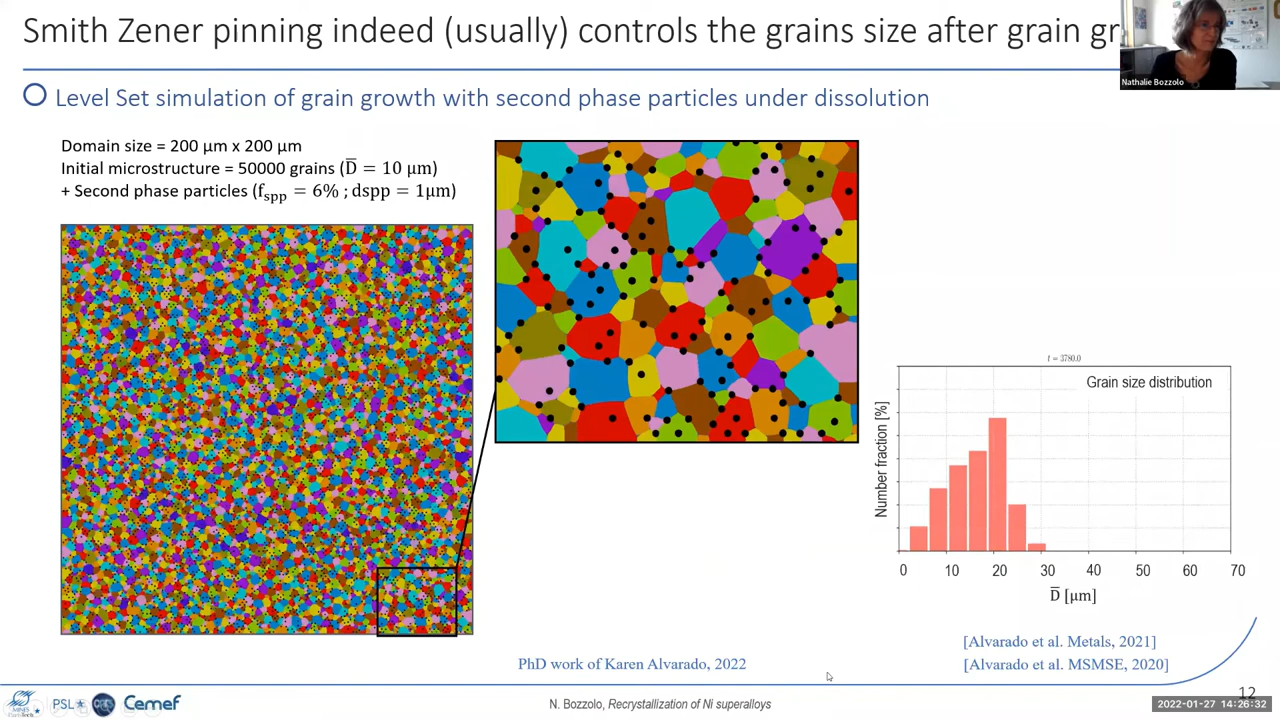 Smith Zener pinning indeed (usually) controls the grains size after grain gr
Nathalie Bozzolo
Level Set simulation of grain growth with second phase particles under dissolution
Domain size = 200 µm x 200 µm
Initial microstructure = 50000 grains (D̅ = 10 µm)
+ Second phase particles (fspp = 6% ; dspp = 1µm)
t = 3780.0
Grain size distribution
Number fraction [%]
0 10 20 30 40 50 60 70
D̅ [µm]
[Alvarado et al. Metals, 2021]
PhD work of Karen Alvarado, 2022
[Alvarado et al. MSMSE, 2020]
12
MINES
ParisTech
PSL
cnrs
Cemef
N. Bozzolo, Recrystallization of Ni superalloys
2022-01-27 14:26:32